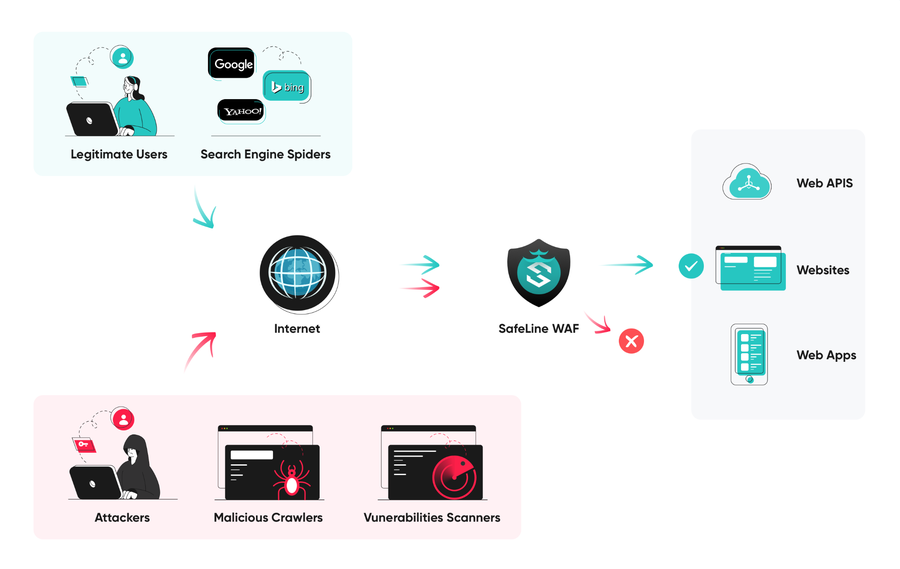 Google
bing
YAHOO!
Legitimate Users
Search Engine Spiders
Web APIS
Websites
Internet
SafeLine WAF
Web Apps
Attackers
Malicious Crawlers
Vunerabilities Scanners